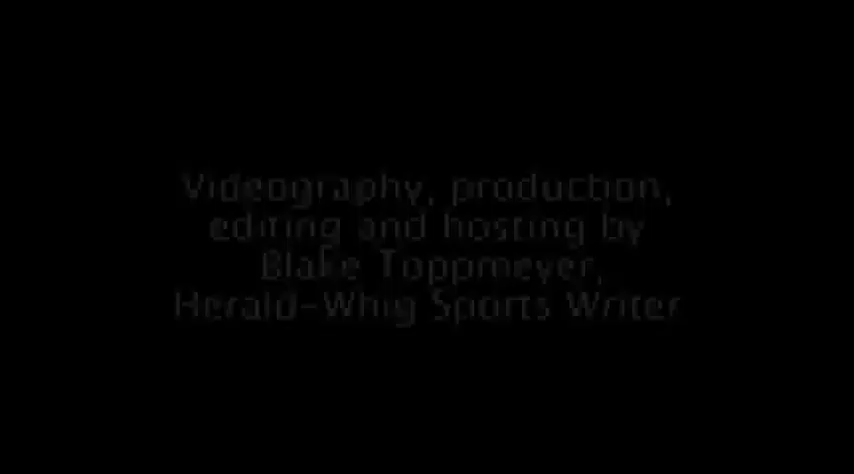 Videography, production,
editing and hosting by
Blake Toppmeyer,
Herald-Whig Sports Writer